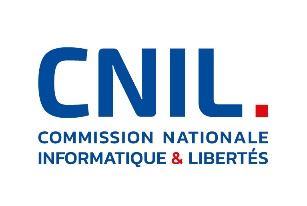 CNIL.
COMMISSION NATIONALE
INFORMATIQUE & LIBERTÉS